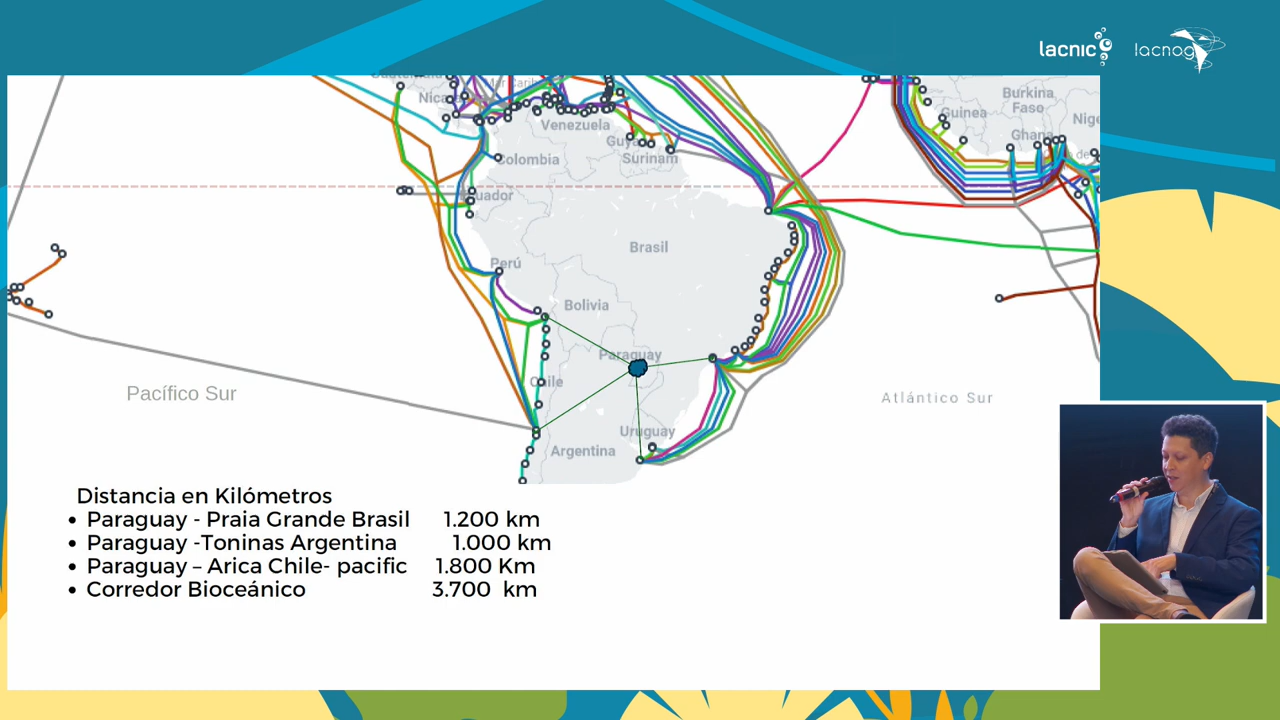 lacnic
lacnog
Venezuela
Colombia
Surinam
Guinea
Burkina
Faso
Ghana
Brasil
Perú
Bolivia
Paraguay
Chile
Pacífico Sur
Atlántico Sur
Uruguay
Argentina
Distancia en Kilómetros
• Paraguay - Praia Grande Brasil 1.200 km
• Paraguay -Toninas Argentina 1.000 km
• Paraguay – Arica Chile- pacific 1.800 Km
• Corredor Bioceánico 3.700 km